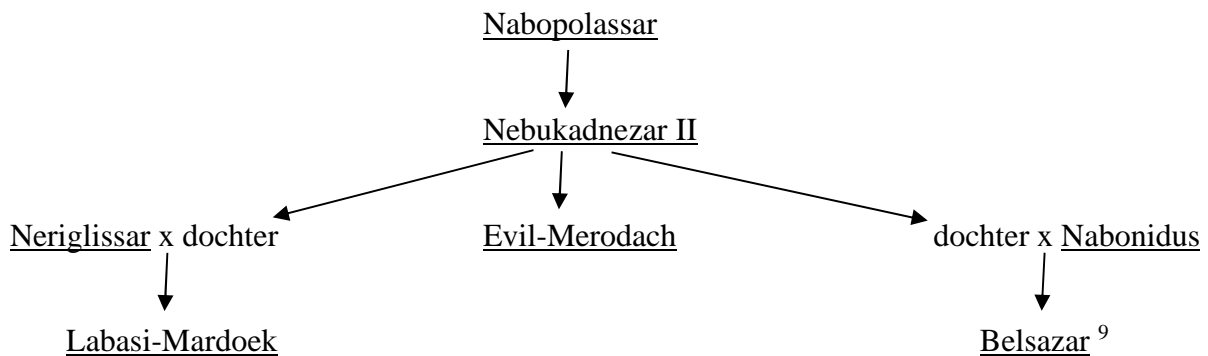 Nabopolassar
Nebukadnezar II
Neriglissar x dochter Evil-Merodach dochter x Nabonidus
Labasi-Mardoek Belsazar 9